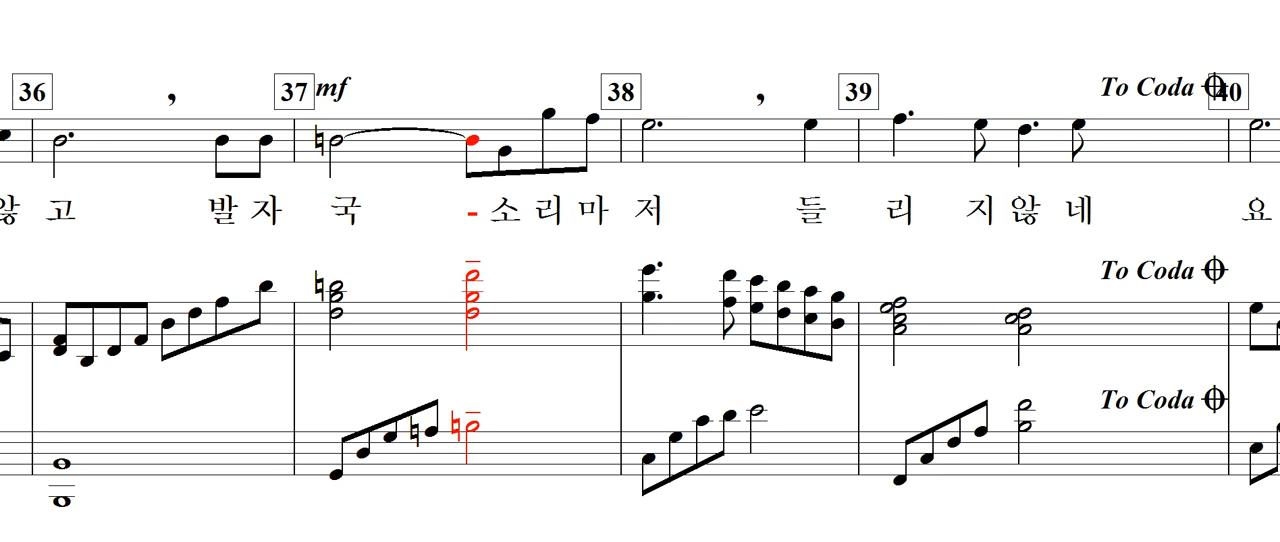 36 37 mf 38 39 To Coda 40
않 고 발 자 국 - 소 리 마 저 들 리 지 않 네 요
To Coda
To Coda